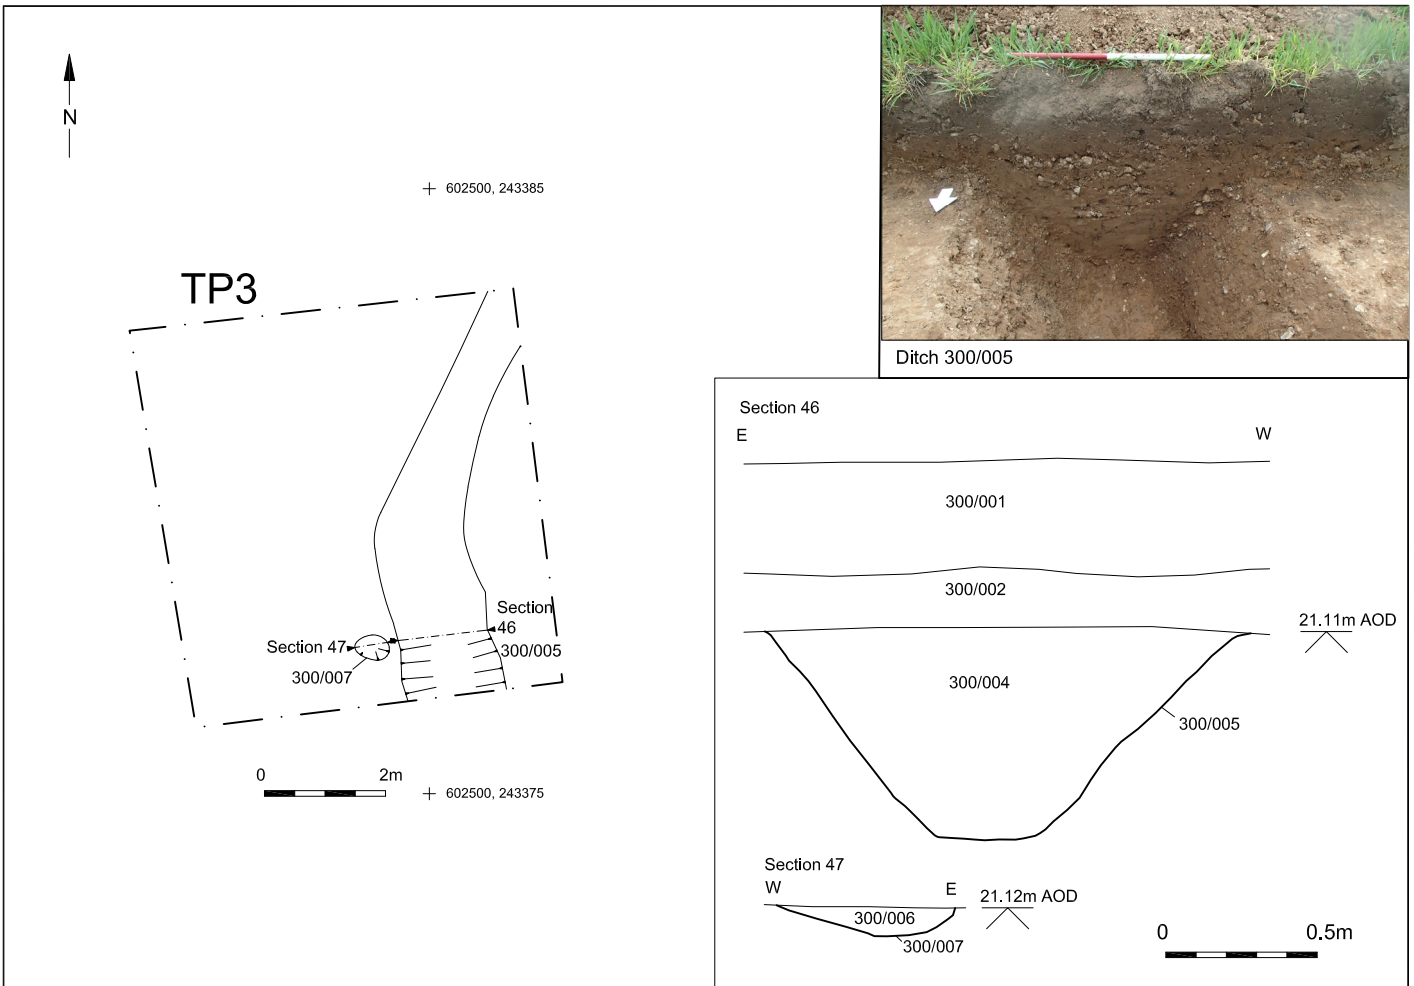 N
602500, 243385
TP3
Section 47
300/007
Section
46
300/005
0 2m
602500, 243375
Ditch 300/005
Section 46
E W
300/001
300/002
21.11m AOD
300/004
300/005
Section 47
W E
21.12m AOD
300/006
300/007
0 0.5m